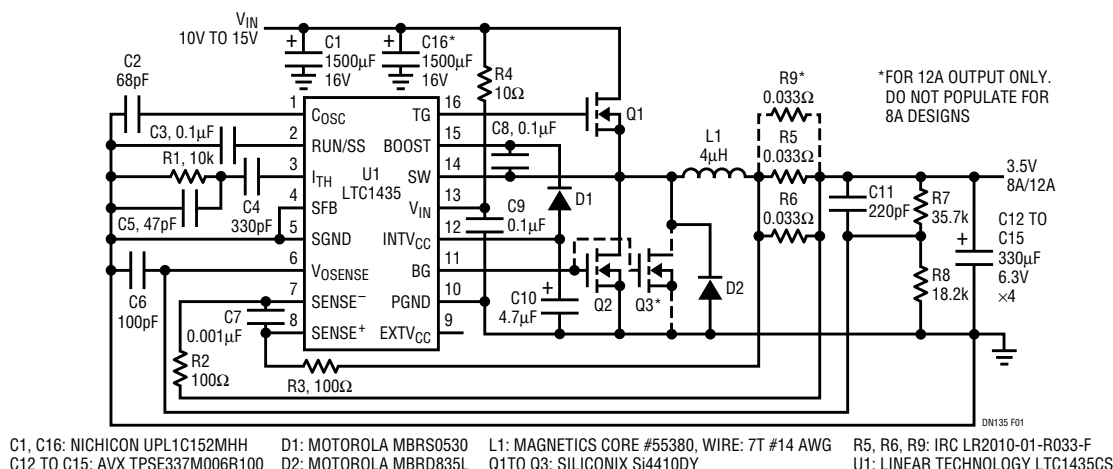 VIN
10V TO 15V
+
C1
1500µF
16V
+
C16*
1500µF
16V
R4
10Ω
C2
68pF
C3, 0.1µF
R1, 10k
C5, 47pF
C4
330pF
C6
100pF
C7
0.001µF
R2
100Ω
R3, 100Ω
1
2
3
4
5
6
7
8
COSC
RUN/SS
ITH
SFB
SGND
VOSENSE
SENSE–
SENSE+
U1
LTC1435
TG
BOOST
SW
VIN
INTVCC
BG
PGND
EXTVCC
16
15
14
13
12
11
10
9
C8, 0.1µF
C9
0.1µF
D1
+
C10
4.7µF
Q1
Q2
Q3*
D2
L1
4µH
R9*
0.033Ω
R5
0.033Ω
R6
0.033Ω
*FOR 12A OUTPUT ONLY.
DO NOT POPULATE FOR
8A DESIGNS
3.5V
8A/12A
C11
220pF
R7
35.7k
R8
18.2k
+
C12 TO
C15
330µF
6.3V
×4
DN135 F01
C1, C16: NICHICON UPL1C152MHH D1: MOTOROLA MBRS0530 L1: MAGNETICS CORE #55380, WIRE: 7T #14 AWG R5, R6, R9: IRC LR2010-01-R033-F
C12 TO C15: AVX TPSE337M006R100 D2: MOTOROLA MBRD835L Q1TO Q3: SILICONIX Si4410DY U1: LINEAR TECHNOLOGY LTC1435CS